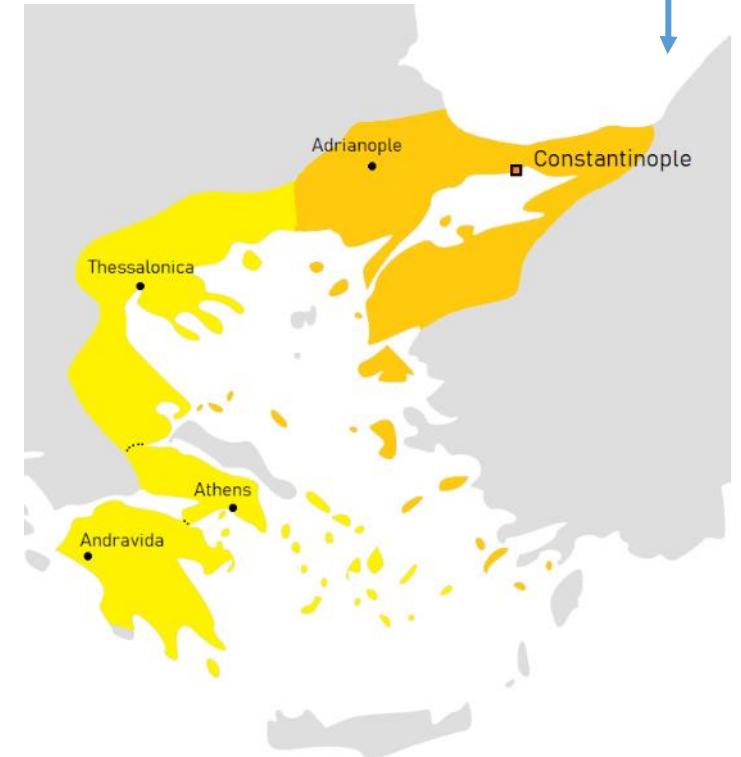 Adrianople
Constantinople
Thessalonica
Athens
Andravida